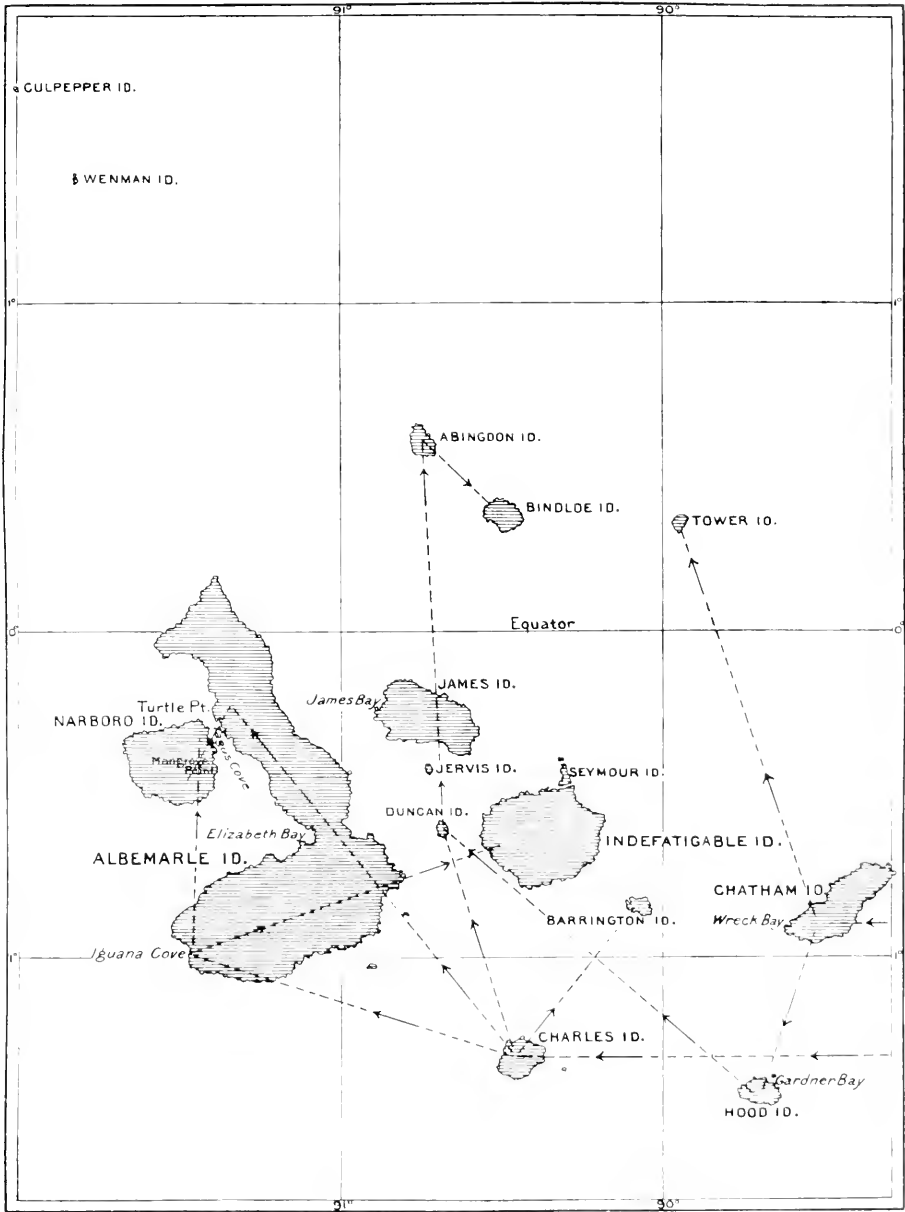 91° 90°
CULPEPPER ID.
WENMAN ID.
1° 1°
ABINGDON ID.
BINDLOE ID.
TOWER ID.
Equator
0° 0°
JAMES ID.
James Bay
Turtle Pt.
NARBORO ID.
Mangrove
Point
Cove
JERVIS ID.
SEYMOUR ID.
DUNCAN ID.
Elizabeth Bay
INDEFATIGABLE ID.
ALBEMARLE ID.
CHATHAM ID.
BARRINGTON ID.
Wreck Bay
Iguana Cove
1° 1°
CHARLES ID.
Gardner Bay
HOOD ID.
91° 90°